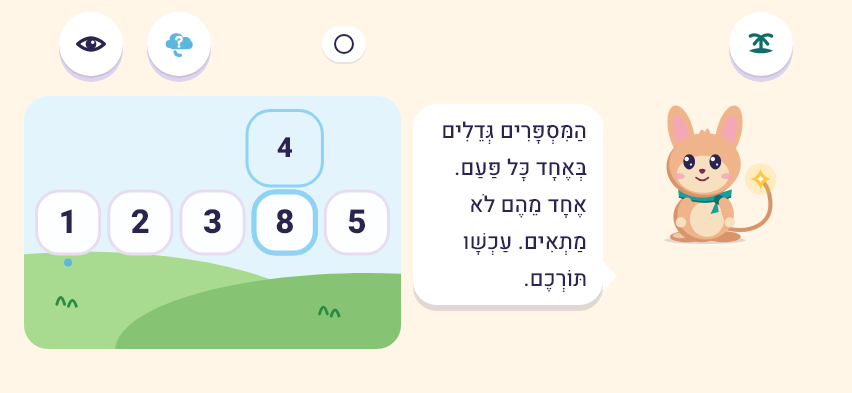 ?
4
1 2 3 8 5
הַמִּסְפָּרִים גְּדֵלִים
בְּאֶחָד כָּל פַּעַם.
אֶחָד מֵהֶם לֹא
מַתְאִים. עַכְשָׁו
תּוֹרְכֶם.